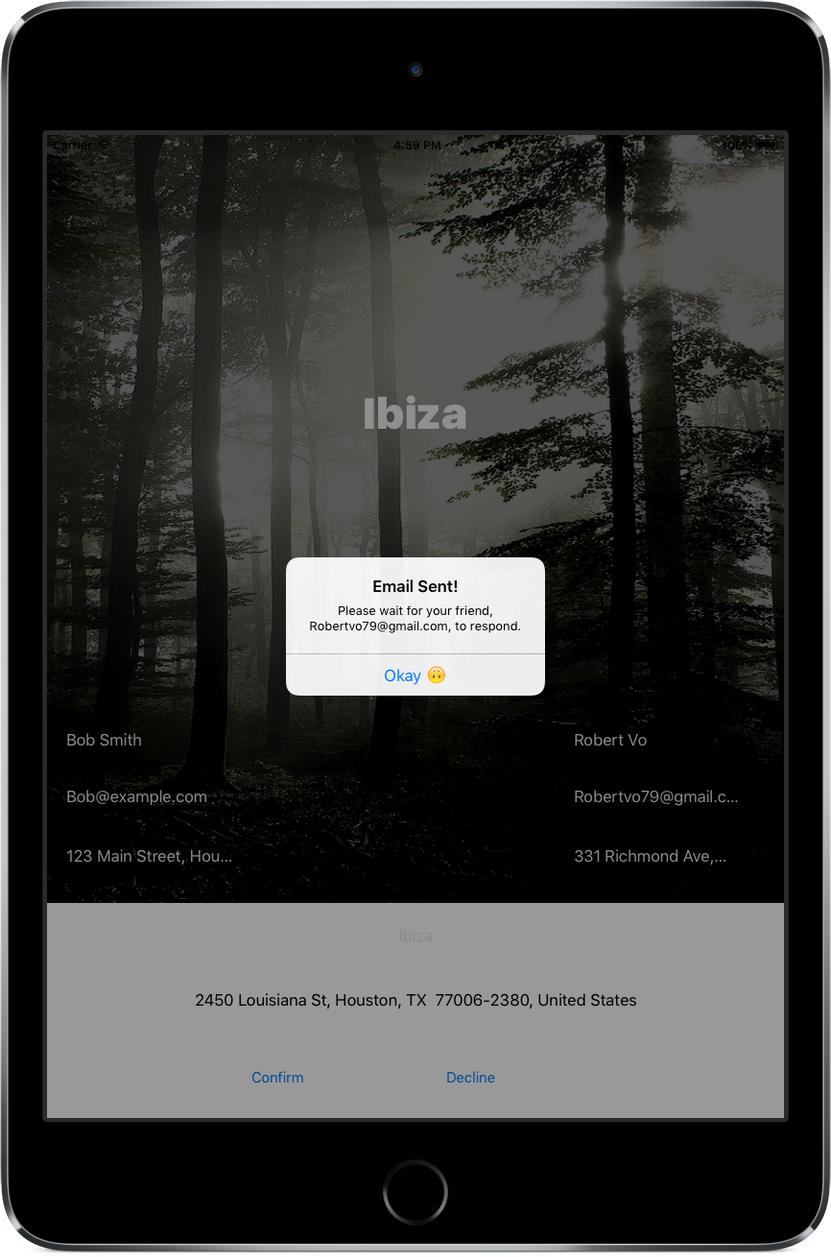 Carrier 4:59 PM 100%
Ibiza
Email Sent!
Please wait for your friend,
Robertvo79@gmail.com, to respond.
Okay 🙃
Bob Smith Robert Vo
Bob@example.com Robertvo79@gmail.c...
123 Main Street, Hou... 331 Richmond Ave,...
Ibiza
2450 Louisiana St, Houston, TX  77006-2380, United States
Confirm Decline